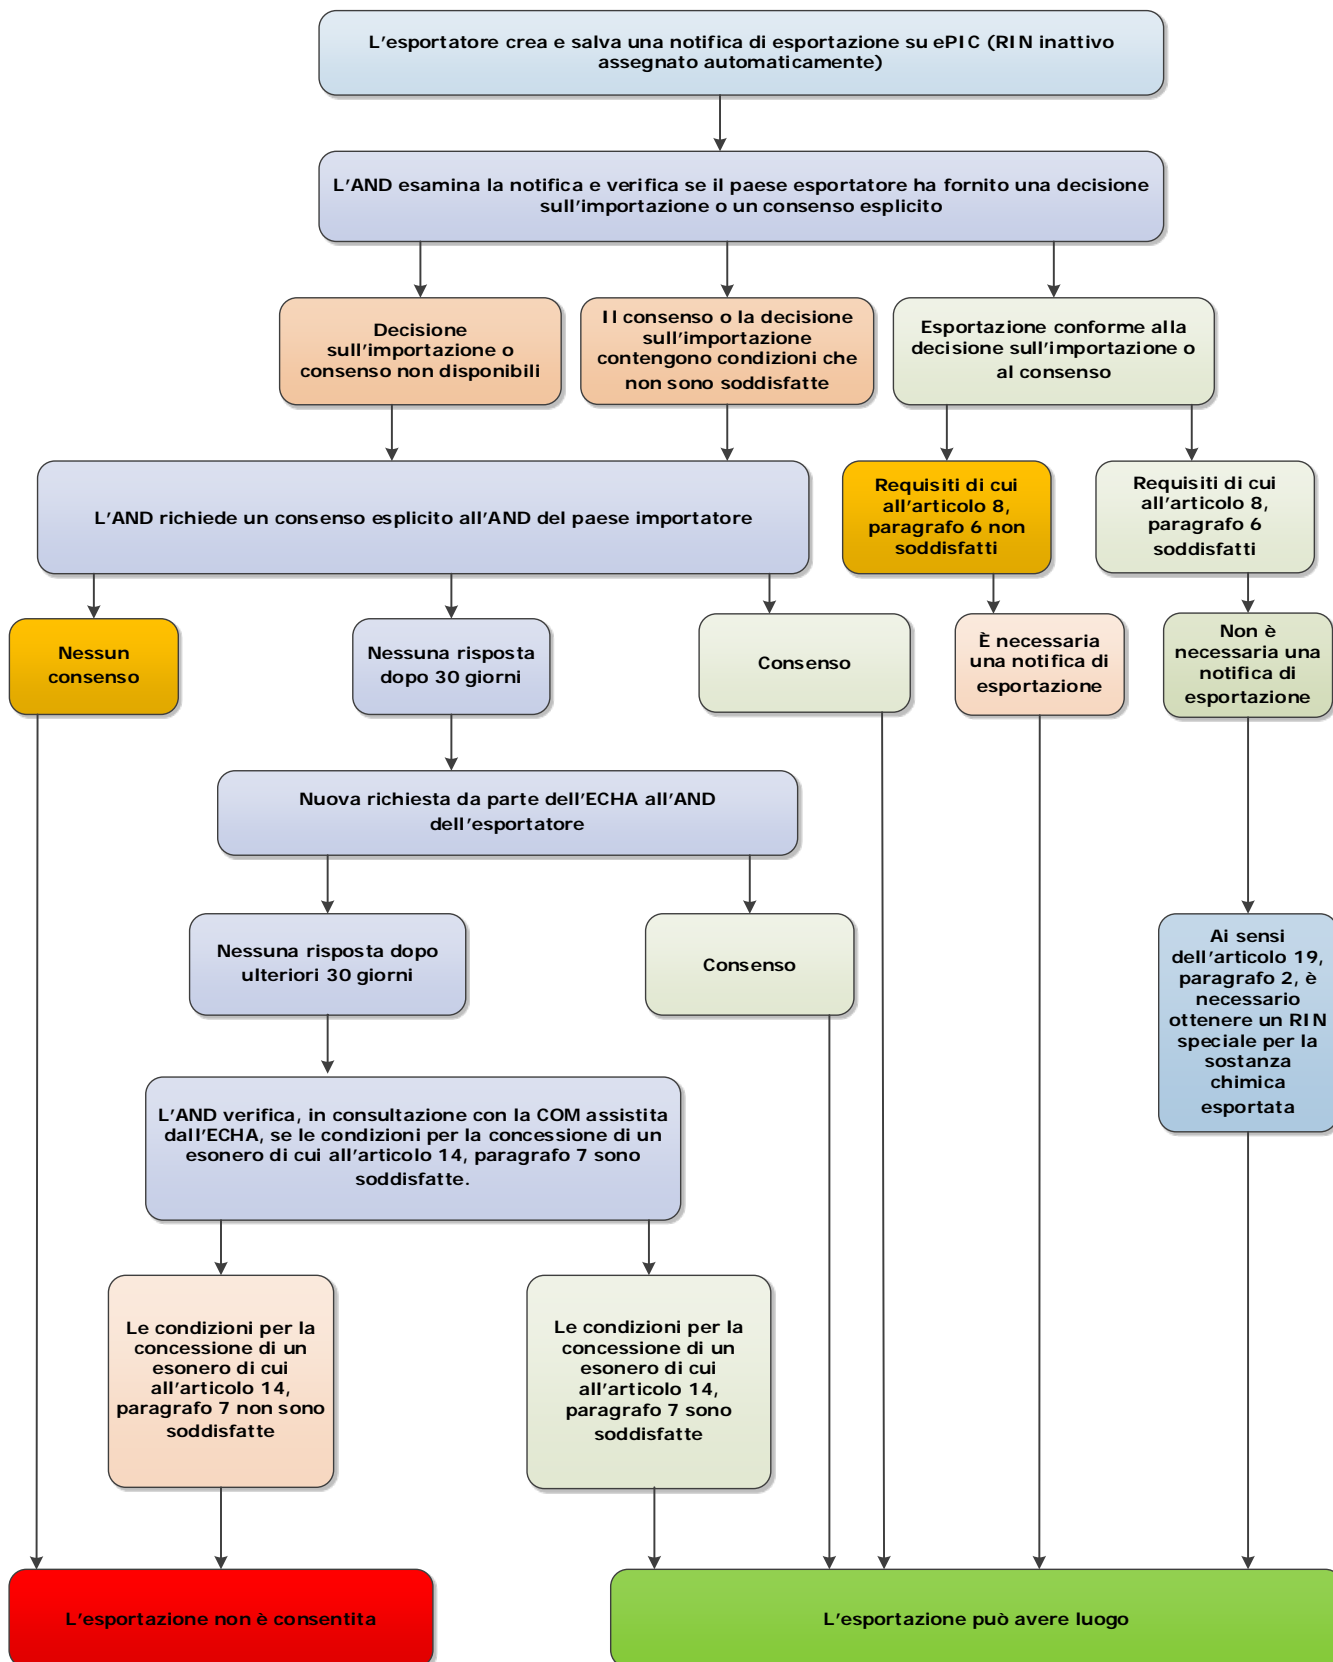 L'esportatore crea e salva una notifica di esportazione su ePIC (RIN inattivo
assegnato automaticamente)
L'AND esamina la notifica e verifica se il paese esportatore ha fornito una decisione
sull'importazione o un consenso esplicito
Decisione
sull'importazione o
consenso non disponibili
Il consenso o la decisione
sull'importazione
contengono condizioni che
non sono soddisfatte
Esportazione conforme alla
decisione sull'importazione o
al consenso
L'AND richiede un consenso esplicito all'AND del paese importatore
Requisiti di cui
all'articolo 8,
paragrafo 6 non
soddisfatti
Requisiti di cui
all'articolo 8,
paragrafo 6
soddisfatti
Nessun
consenso
Nessuna risposta
dopo 30 giorni
Consenso
È necessaria
una notifica di
esportazione
Non è
necessaria una
notifica di
esportazione
Nuova richiesta da parte dell'ECHA all'AND
dell'esportatore
Nessuna risposta dopo
ulteriori 30 giorni
Consenso
Ai sensi
dell'articolo 19,
paragrafo 2, è
necessario
ottenere un RIN
speciale per la
sostanza
chimica
esportata
L'AND verifica, in consultazione con la COM assistita
dall'ECHA, se le condizioni per la concessione di un
esonero di cui all'articolo 14, paragrafo 7 sono
soddisfatte.
Le condizioni per la
concessione di un
esonero di cui
all'articolo 14,
paragrafo 7 non sono
soddisfatte
Le condizioni per la
concessione di un
esonero di cui
all'articolo 14,
paragrafo 7 sono
soddisfatte
L'esportazione non è consentita
L'esportazione può avere luogo